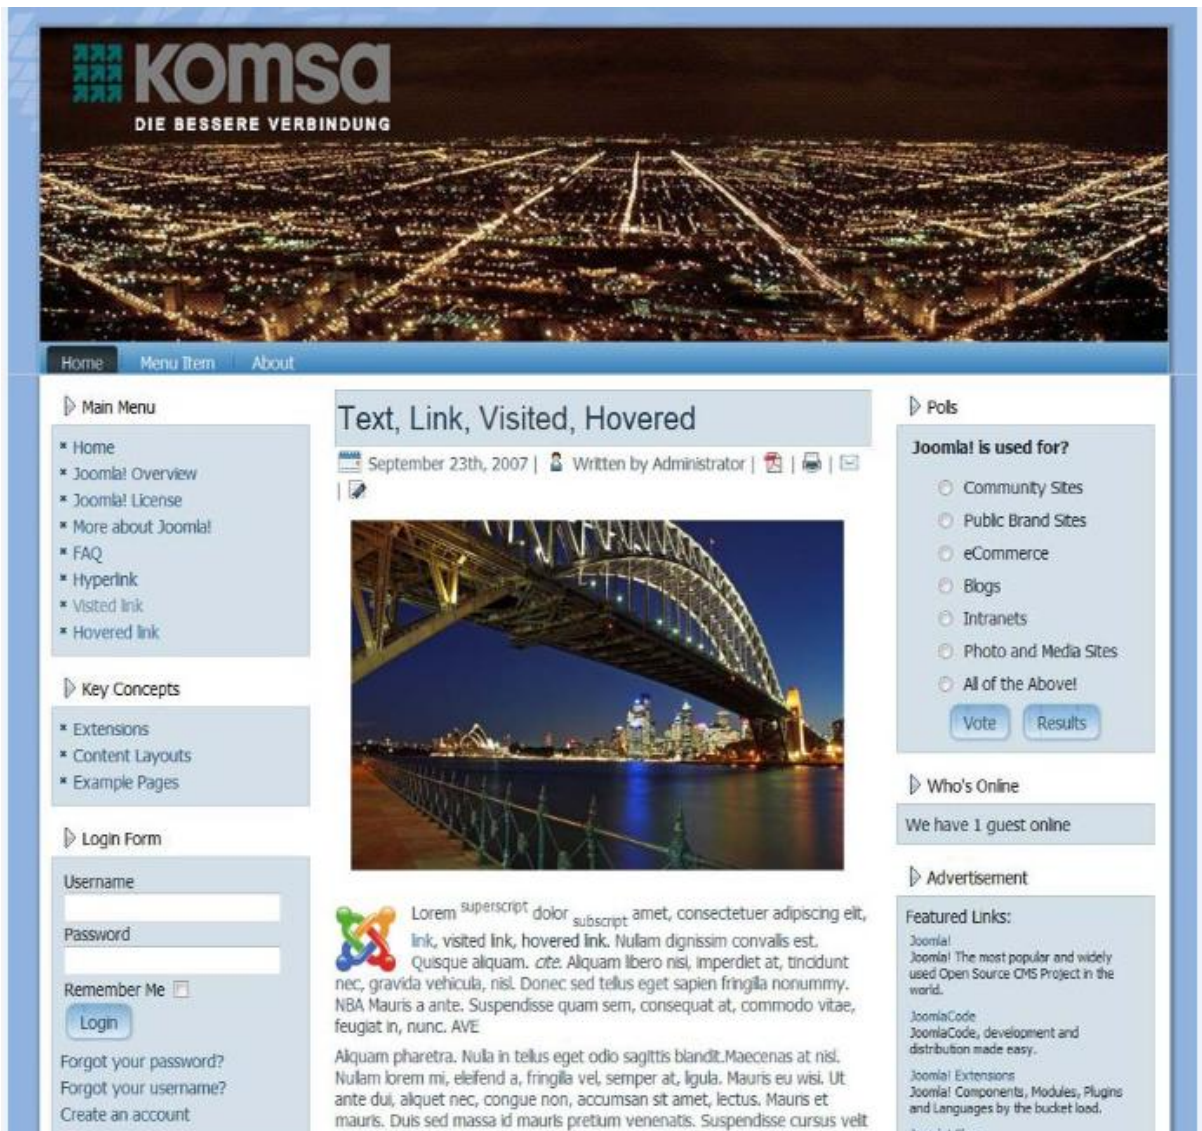 KOMSA
DIE BESSERE VERBINDUNG
Home Menu Item About
Main Menu
Home
Joomla! Overview
Joomla! License
More about Joomla!
FAQ
Hyperlink
Visited link
Hovered link
Key Concepts
Extensions
Content Layouts
Example Pages
Login Form
Username
Password
Remember Me
Login
Forgot your password?
Forgot your username?
Create an account
Text, Link, Visited, Hovered
September 23th, 2007 | Written by Administrator | | |
|
Lorem superscript dolor subscript amet, consectetuer adipiscing elit,
link, visited link, hovered link. Nullam dignissim convallis est.
Quisque aliquam. cite. Aliquam libero nisl, imperdiet at, tincidunt
nec, gravida vehicula, nisl. Donec sed tellus eget sapien fringilla nonummy.
NBA Mauris a ante. Suspendisse quam sem, consequat at, commodo vitae,
feugiat in, nunc. AVE
Aliquam pharetra. Nulla in tellus eget odio sagittis blandit.Maecenas at nisl.
Nullam lorem mi, eleifend a, fringilla vel, semper at, ligula. Mauris eu wisi. Ut
ante dui, aliquet nec, congue non, accumsan sit amet, lectus. Mauris et
mauris. Duis sed massa id mauris pretium venenatis. Suspendisse cursus velit
Polls
Joomla! is used for?
Community Sites
Public Brand Sites
eCommerce
Blogs
Intranets
Photo and Media Sites
All of the Above!
Vote Results
Who's Online
We have 1 guest online
Advertisement
Featured Links:
Joomla!
Joomla! The most popular and widely
used Open Source CMS Project in the
world.
JoomlaCode
JoomlaCode, development and
distribution made easy.
Joomla! Extensions
Joomla! Components, Modules, Plugins
and Languages by the bucket load.